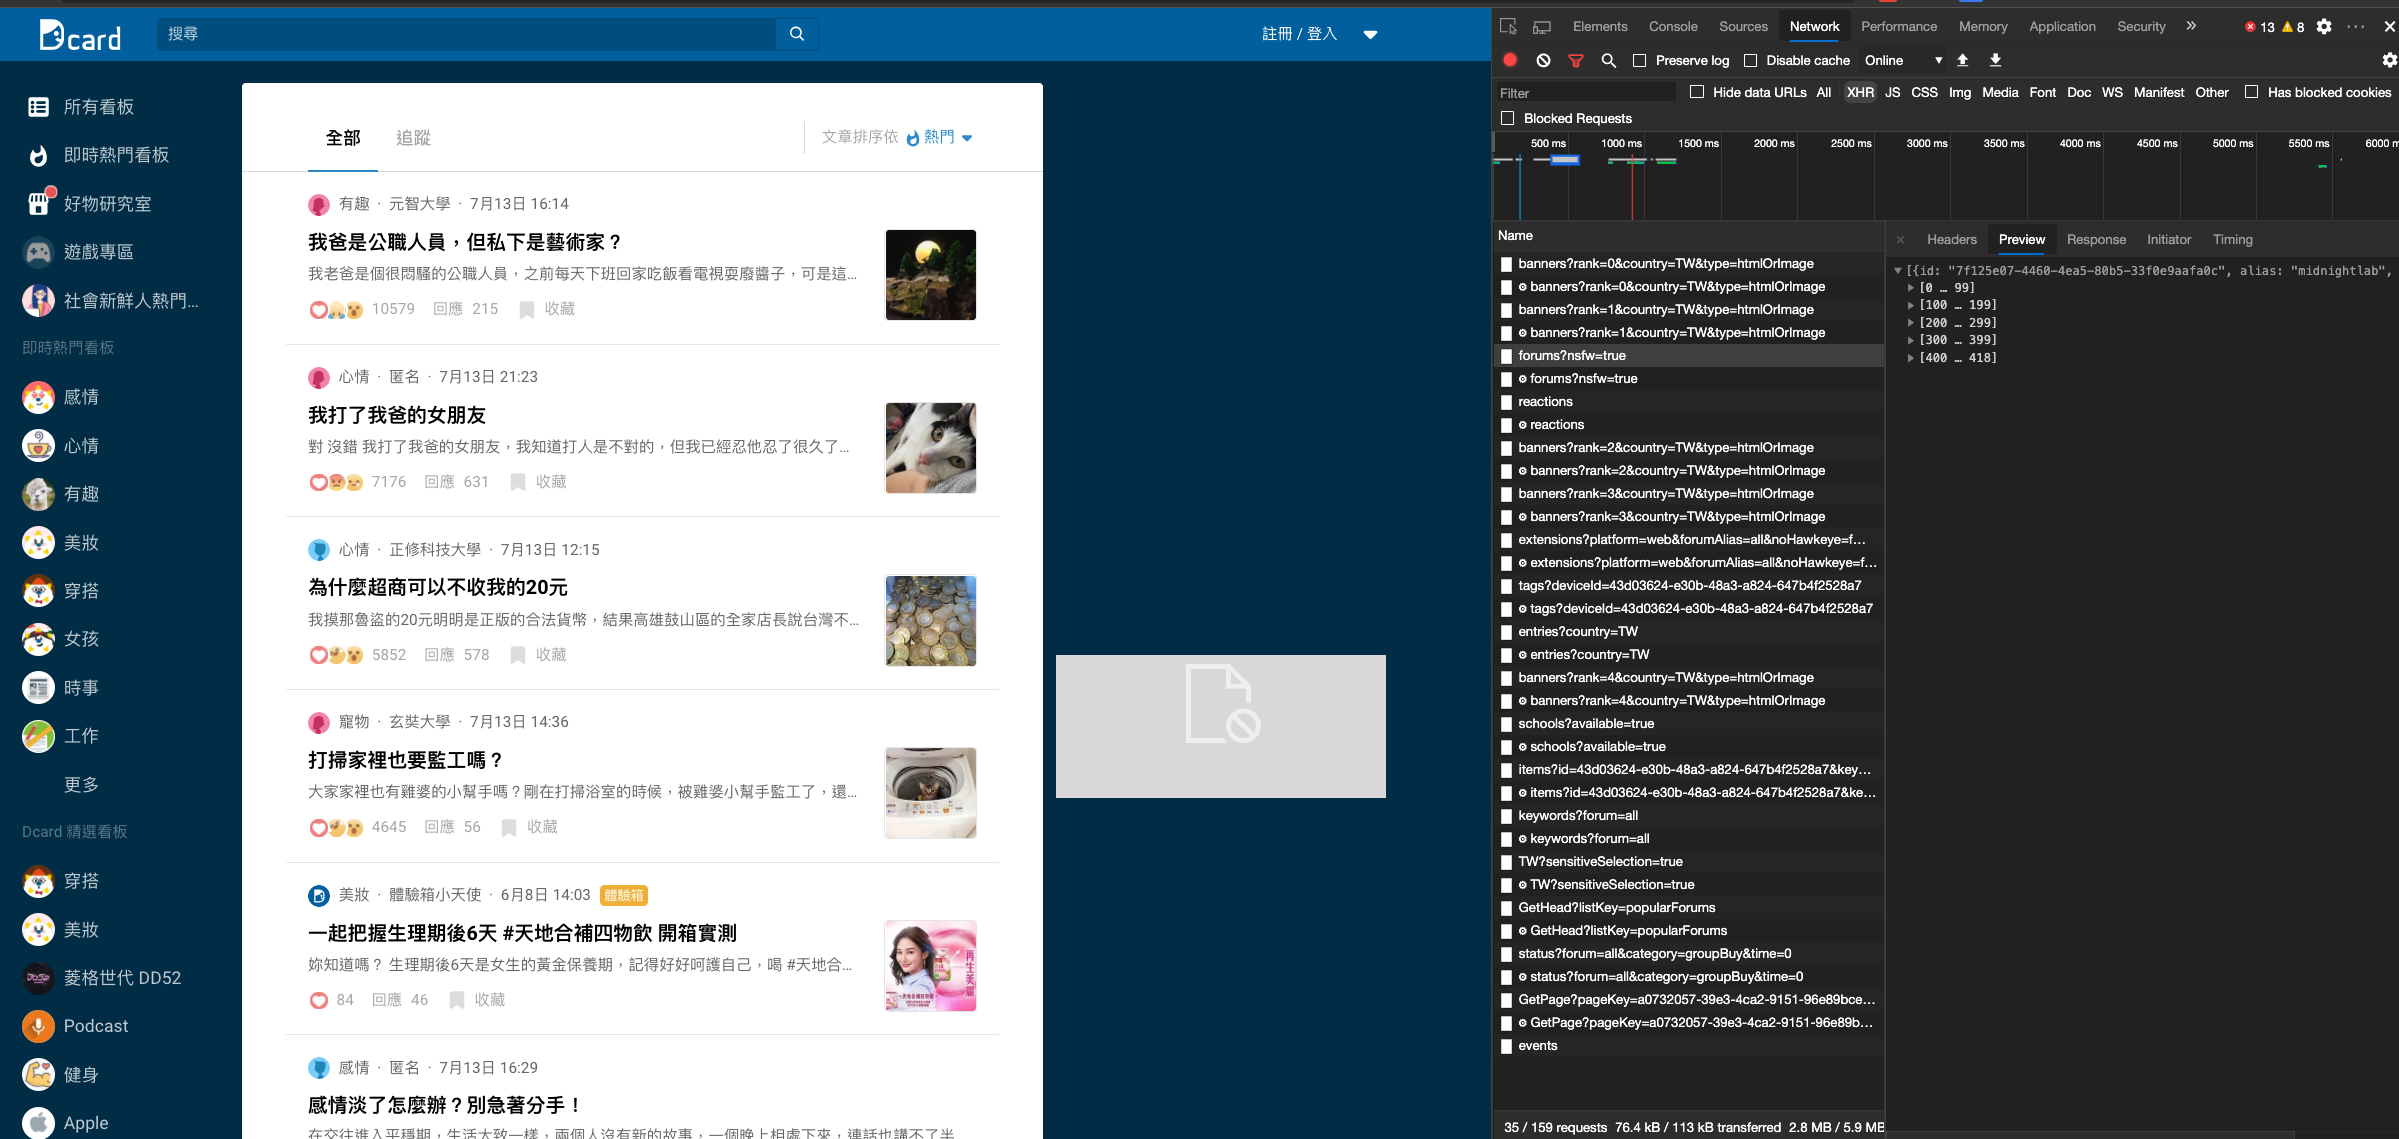 Dcard
搜尋
註冊 / 登入
所有看板
即時熱門看板
好物研究室
遊戲專區
社會新鮮人熱門...
即時熱門看板
感情
心情
有趣
美妝
穿搭
女孩
時事
工作
更多
Dcard 精選看板
穿搭
美妝
菱格世代 DD52
Podcast
健身
Apple
全部
追蹤
文章排序依 熱門
有趣 · 元智大學 · 7月13日 16:14
我爸是公職人員，但私下是藝術家？
我老爸是個很悶騷的公職人員，之前每天下班回家吃飯看電視耍廢醬子，可是這...
10579 回應 215 收藏
心情 · 匿名 · 7月13日 21:23
我打了我爸的女朋友
對 沒錯 我打了我爸的女朋友，我知道打人是不對的，但我已經忍他忍了很久了...
7176 回應 631 收藏
心情 · 正修科技大學 · 7月13日 12:15
為什麼超商可以不收我的20元
我摸那魯盜的20元明明是正版的合法貨幣，結果高雄鼓山區的全家店長說台灣不...
5852 回應 578 收藏
寵物 · 玄奘大學 · 7月13日 14:36
打掃家裡也要監工嗎？
大家家裡也有雞婆的小幫手嗎？剛在打掃浴室的時候，被雞婆小幫手監工了，還...
4645 回應 56 收藏
美妝 · 體驗箱小天使 · 6月8日 14:03 體驗箱
一起把握生理期後6天 #天地合補四物飲 開箱實測
妳知道嗎？ 生理期後6天是女生的黃金保養期，記得好好呵護自己，喝 #天地合...
84 回應 46 收藏
感情 · 匿名 · 7月13日 16:29
感情淡了怎麼辦？別急著分手！
在交往進入平穩期，生活大致一樣，兩個人沒有新的故事，一個晚上相處下來，連話也講不了半
Elements Console Sources Network Performance Memory Application Security » 13 8
Preserve log Disable cache Online
Filter Hide data URLs All XHR JS CSS Img Media Font Doc WS Manifest Other Has blocked cookies
Blocked Requests
500 ms 1000 ms 1500 ms 2000 ms 2500 ms 3000 ms 3500 ms 4000 ms 4500 ms 5000 ms 5500 ms 6000 m
Name
banners?rank=0&country=TW&type=htmlOrImage
banners?rank=0&country=TW&type=htmlOrImage
banners?rank=1&country=TW&type=htmlOrImage
banners?rank=1&country=TW&type=htmlOrImage
forums?nsfw=true
forums?nsfw=true
reactions
reactions
banners?rank=2&country=TW&type=htmlOrImage
banners?rank=2&country=TW&type=htmlOrImage
banners?rank=3&country=TW&type=htmlOrImage
banners?rank=3&country=TW&type=htmlOrImage
extensions?platform=web&forumAlias=all&noHawkeye=f...
extensions?platform=web&forumAlias=all&noHawkeye=f...
tags?deviceId=43d03624-e30b-48a3-a824-647b4f2528a7
tags?deviceId=43d03624-e30b-48a3-a824-647b4f2528a7
entries?country=TW
entries?country=TW
banners?rank=4&country=TW&type=htmlOrImage
banners?rank=4&country=TW&type=htmlOrImage
schools?available=true
schools?available=true
items?id=43d03624-e30b-48a3-a824-647b4f2528a7&key...
items?id=43d03624-e30b-48a3-a824-647b4f2528a7&ke...
keywords?forum=all
keywords?forum=all
TW?sensitiveSelection=true
TW?sensitiveSelection=true
GetHead?listKey=popularForums
GetHead?listKey=popularForums
status?forum=all&category=groupBuy&time=0
status?forum=all&category=groupBuy&time=0
GetPage?pageKey=a0732057-39e3-4ca2-9151-96e89bce...
GetPage?pageKey=a0732057-39e3-4ca2-9151-96e89b...
events
35 / 159 requests 76.4 kB / 113 kB transferred 2.8 MB / 5.9 MB
Headers Preview Response Initiator Timing
[{id: "7f125e07-4460-4ea5-80b5-33f0e9aafa0c", alias: "midnightlab",
[0 … 99]
[100 … 199]
[200 … 299]
[300 … 399]
[400 … 418]